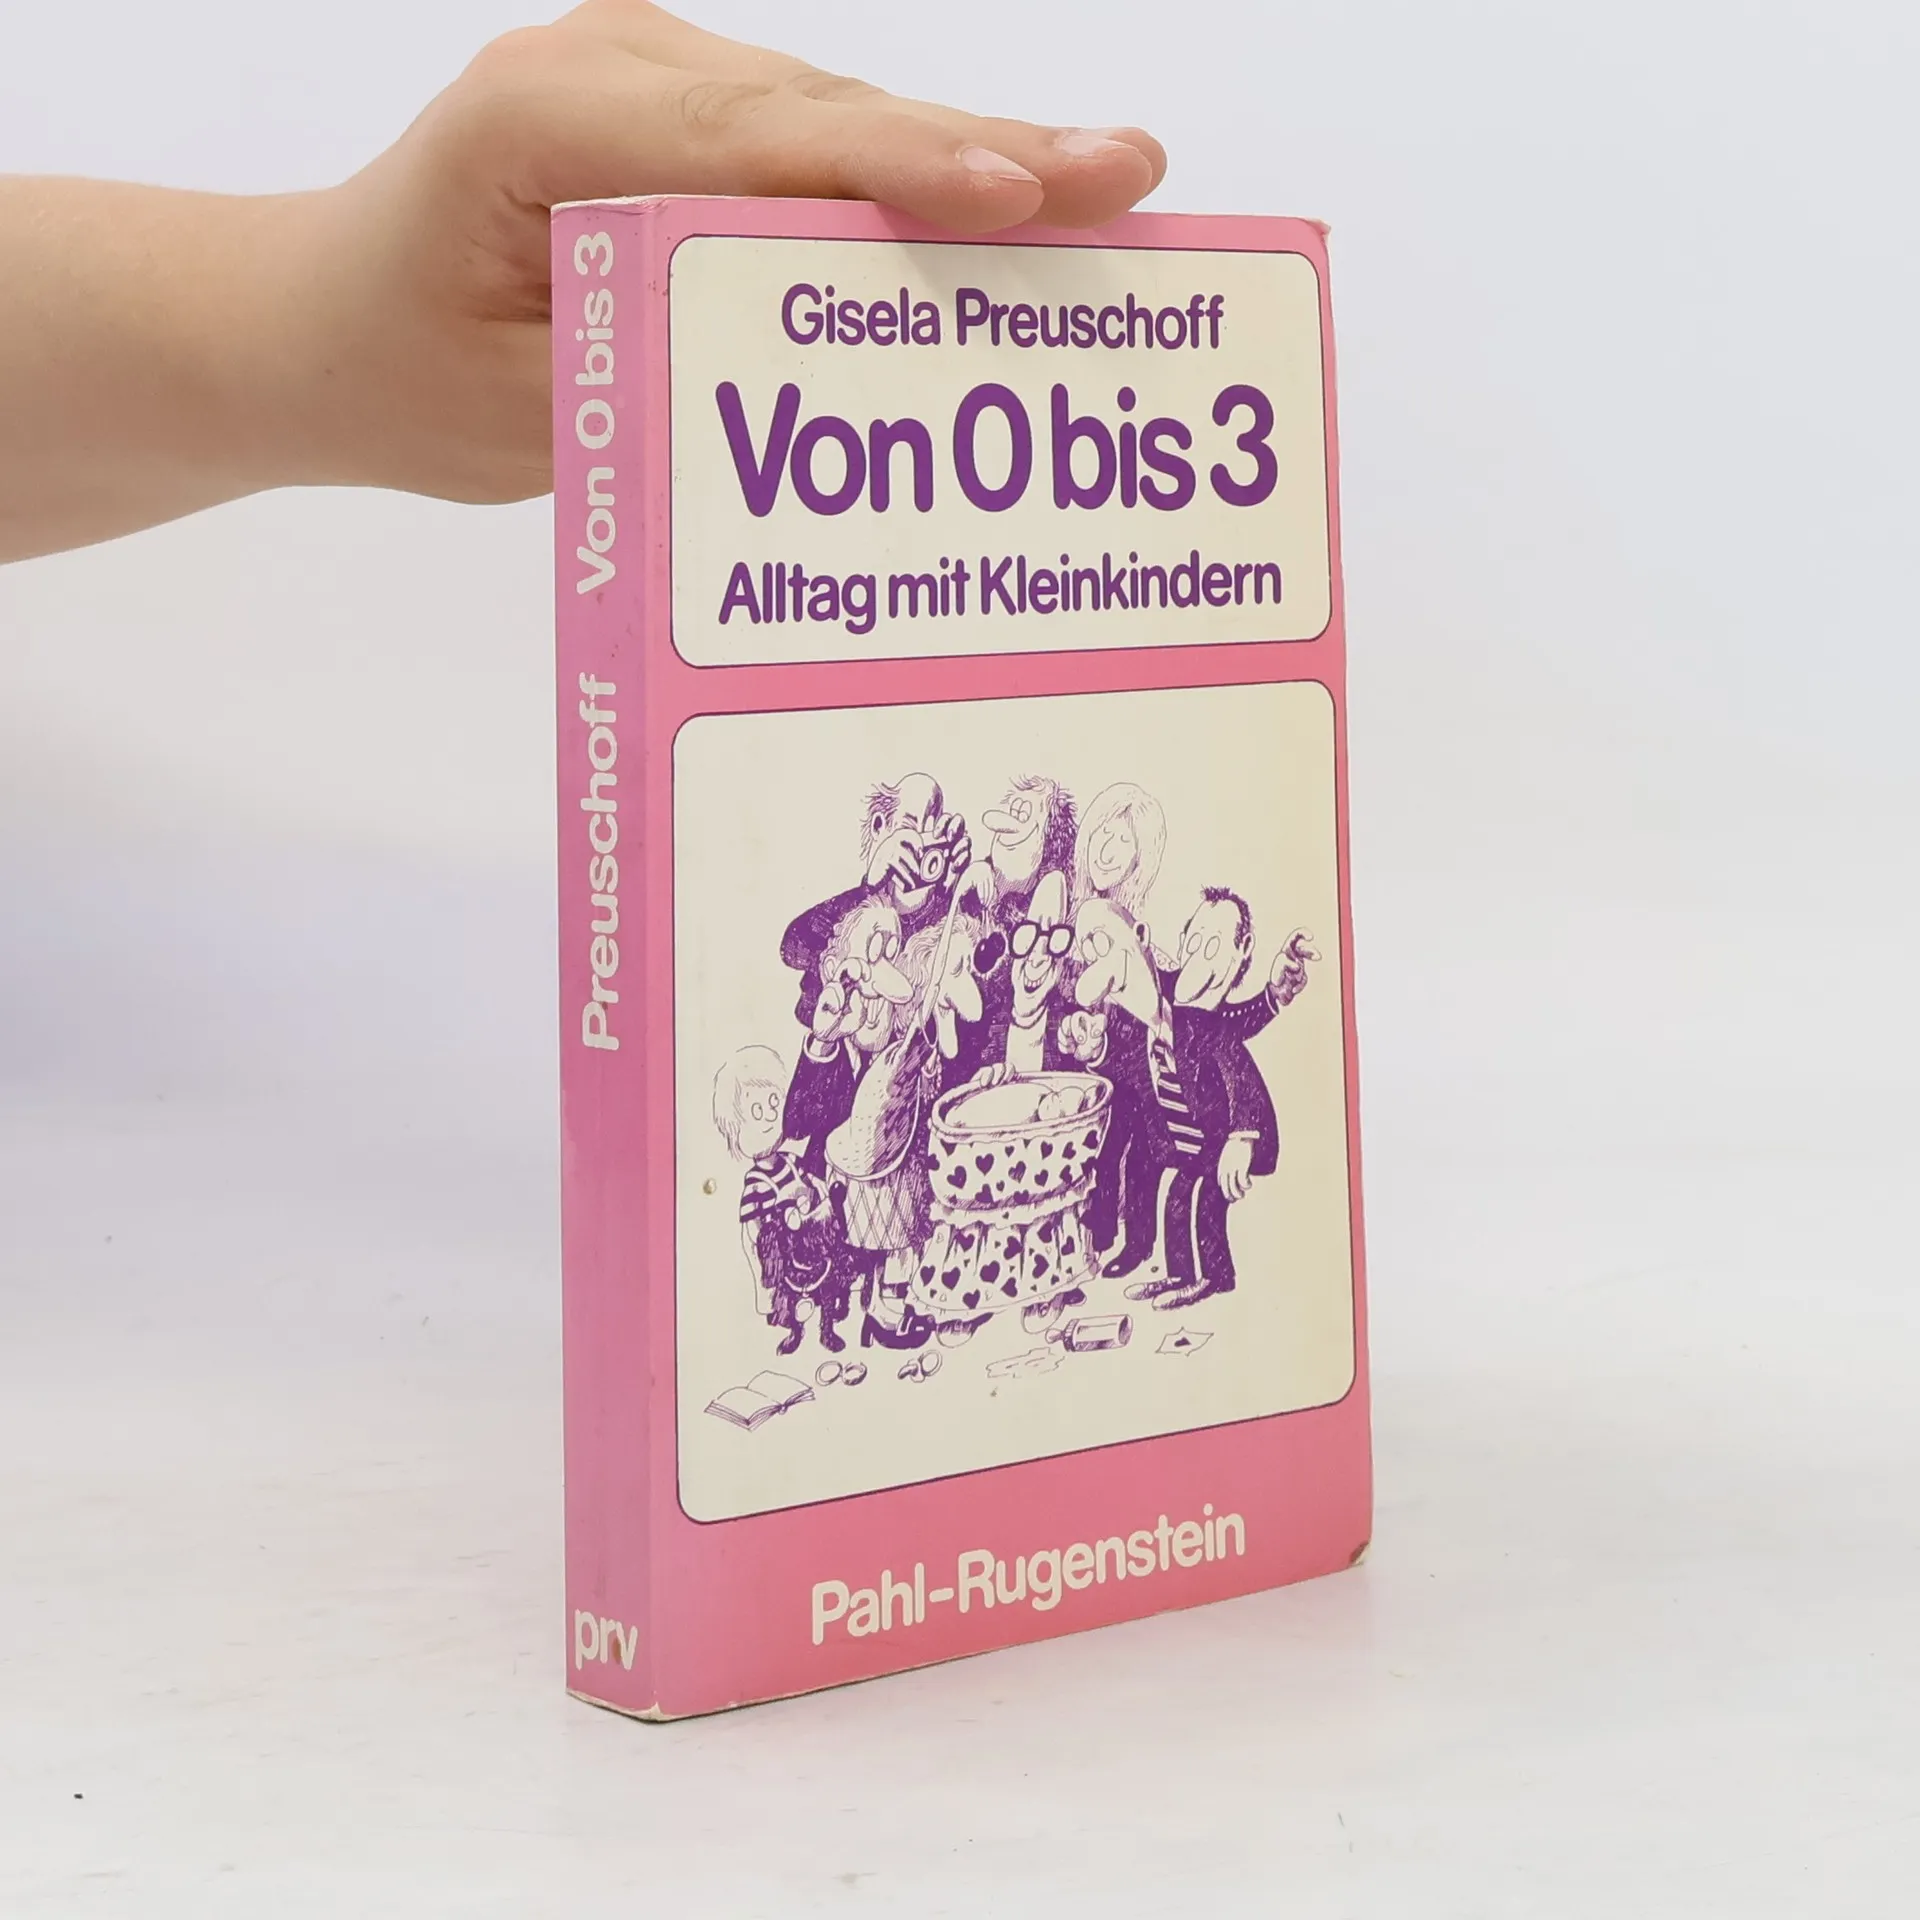 Gisela Preuschoff
Von 0 bis 3
Alltag mit Kleinkindern
Pahl-Rugenstein
Preuschoff Von 0 bis 3
prv